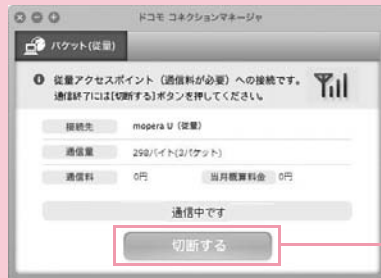 ドコモ コネクションマネージャ
パケット(従量)
従量アクセスポイント（通信料が必要）への接続です。
通信終了には[切断する]ボタンを押してください。
接続先 mopera U（従量）
通信量 298バイト(2パケット)
通信料 0円 当月概算料金 0円
通信中です
切断する